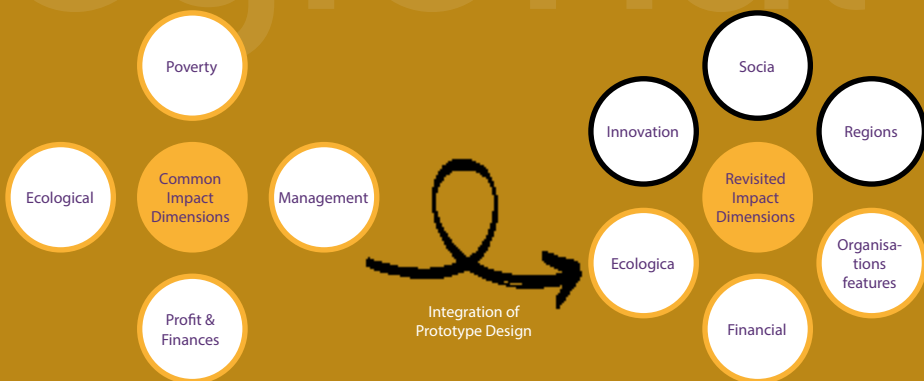 Poverty
Ecological
Common
Impact
Dimensions
Management
Profit &
Finances
Integration of
Prototype Design
Socia
Innovation
Regions
Revisited
Impact
Dimensions
Ecologica
Organisa-
tions
features
Financial